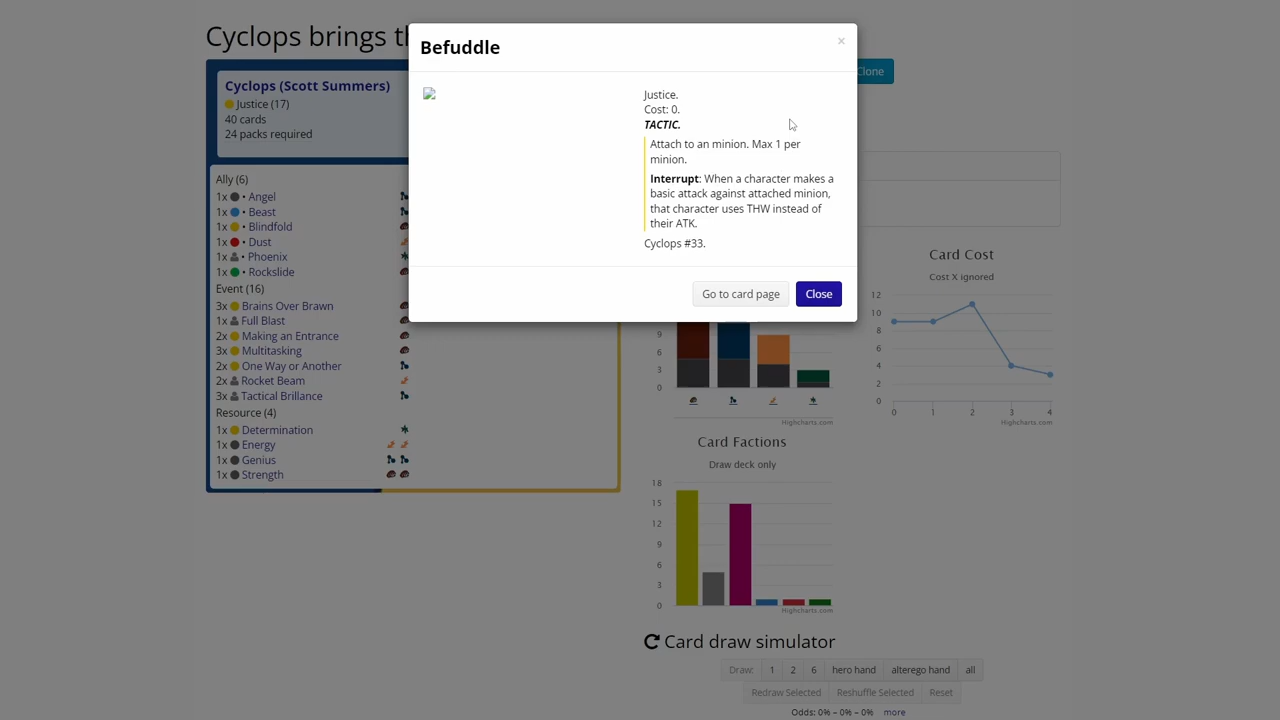 Cyclops brings th
Clone
Befuddle
×
Justice.
Cost: 0.
TACTIC.
Attach to an minion. Max 1 per
minion.
Interrupt: When a character makes a
basic attack against attached minion,
that character uses THW instead of
their ATK.
Cyclops #33.
Go to card page
Close
Cyclops (Scott Summers)
Justice (17)
40 cards
24 packs required
Ally (6)
1x • Angel
1x • Beast
1x • Blindfold
1x • Dust
1x • Phoenix
1x • Rockslide
Event (16)
3x Brains Over Brawn
1x Full Blast
2x Making an Entrance
3x Multitasking
2x One Way or Another
2x Rocket Beam
3x Tactical Brillance
Resource (4)
1x Determination
1x Energy
1x Genius
1x Strength
9
6
3
0
Highcharts.com
Card Cost
Cost X ignored
12
10
8
6
4
2
0
0 1 2 3 4
Highcharts.com
Card Factions
Draw deck only
18
15
12
9
6
3
0
Highcharts.com
Card draw simulator
Draw: 1 2 6 hero hand alterego hand all
Redraw Selected Reshuffle Selected Reset
Odds: 0% – 0% – 0% more